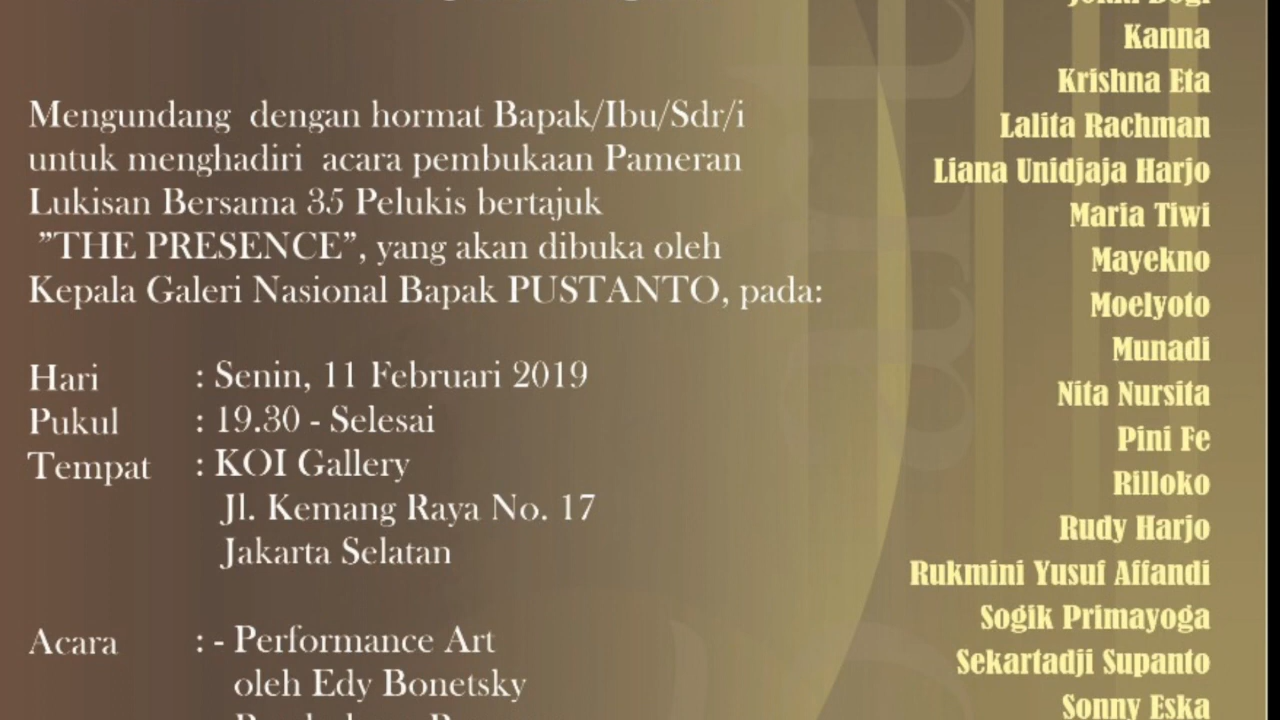 Mengundang dengan hormat Bapak/Ibu/Sdr/i
untuk menghadiri acara pembukaan Pameran
Lukisan Bersama 35 Pelukis bertajuk
”THE PRESENCE”, yang akan dibuka oleh
Kepala Galeri Nasional Bapak PUSTANTO, pada:
Hari : Senin, 11 Februari 2019
Pukul : 19.30 - Selesai
Tempat : KOI Gallery
Jl. Kemang Raya No. 17
Jakarta Selatan
Acara : - Performance Art
oleh Edy Bonetsky
Kanna
Krishna Eta
Lalita Rachman
Liana Unidjaja Harjo
Maria Tiwi
Mayekno
Moelyoto
Munadi
Nita Nursita
Pini Fe
Rilloko
Rudy Harjo
Rukmini Yusuf Affandi
Sogik Primayoga
Sekartadji Supanto
Sonny Eska